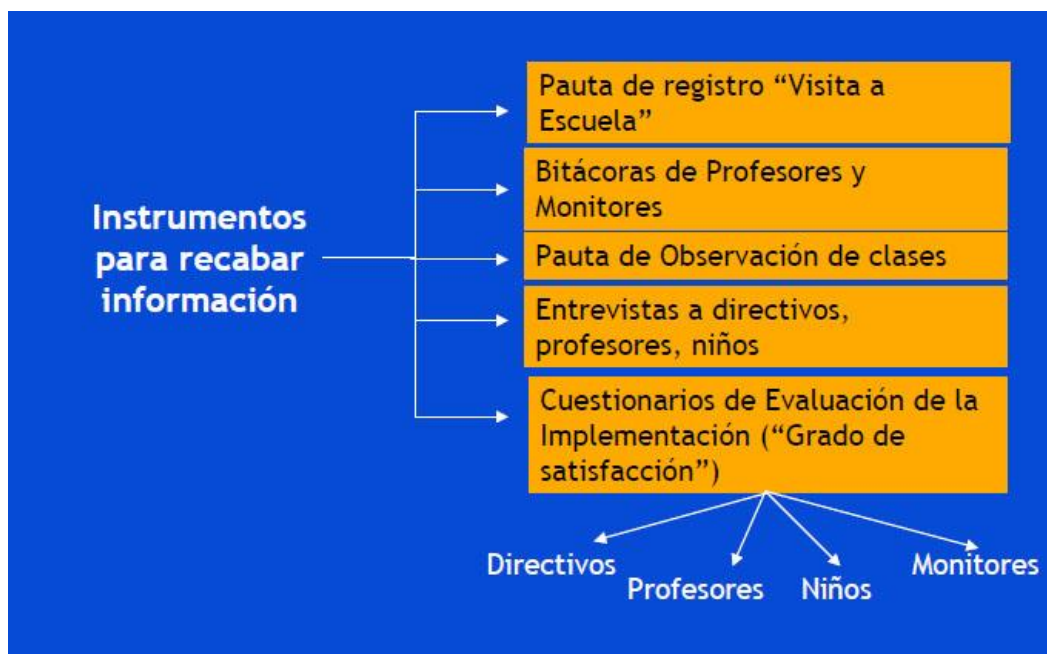 Instrumentos
para recabar
información
Pauta de registro “Visita a
Escuela”
Bitácoras de Profesores y
Monitores
Pauta de Observación de clases
Entrevistas a directivos,
profesores, niños
Cuestionarios de Evaluación de la
Implementación (“Grado de
satisfacción”)
Directivos
Profesores
Niños
Monitores